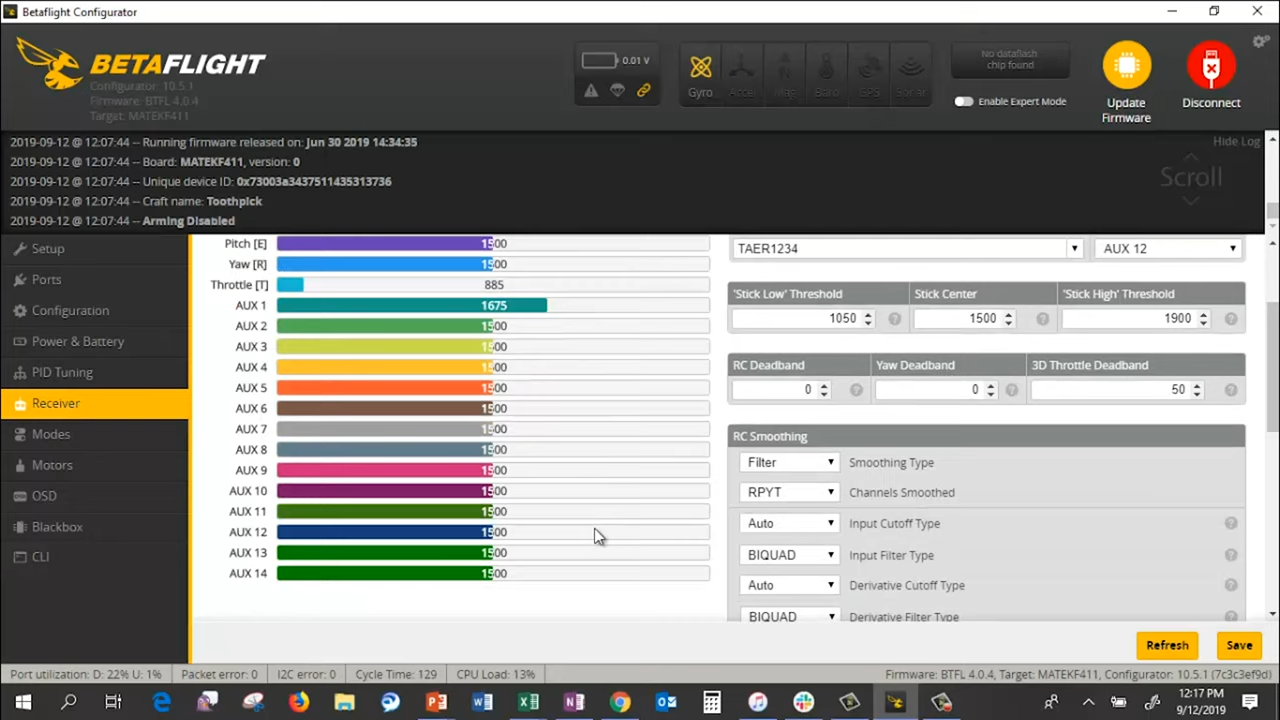 Betaflight Configurator
BETAFLIGHT
Configurator: 10.5.1
Firmware: BTFL 4.0.4
Target: MATEKF411
0.01 V
Gyro
Accel
Mag
Baro
GPS
Sonar
No dataflash
chip found
Enable Expert Mode
Update
Firmware
Disconnect
2019-09-12 @ 12:07:44 -- Running firmware released on: Jun 30 2019 14:34:35
Hide Log
2019-09-12 @ 12:07:44 -- Board: MATEKF411, version: 0
2019-09-12 @ 12:07:44 -- Unique device ID: 0x73003a3437511435313736
Scroll
2019-09-12 @ 12:07:44 -- Craft name: Toothpick
2019-09-12 @ 12:07:44 -- Arming Disabled
Setup
Ports
Configuration
Power & Battery
PID Tuning
Receiver
Modes
Motors
OSD
Blackbox
CLI
Pitch [E] 1500
Yaw [R] 1500
Throttle [T] 885
AUX 1 1675
AUX 2 1500
AUX 3 1500
AUX 4 1500
AUX 5 1500
AUX 6 1500
AUX 7 1500
AUX 8 1500
AUX 9 1500
AUX 10 1500
AUX 11 1500
AUX 12 1500
AUX 13 1500
AUX 14 1500
TAER1234 AUX 12
'Stick Low' Threshold Stick Center 'Stick High' Threshold
1050 1500 1900
RC Deadband Yaw Deadband 3D Throttle Deadband
0 0 50
RC Smoothing
Filter Smoothing Type
RPYT Channels Smoothed
Auto Input Cutoff Type
BIQUAD Input Filter Type
Auto Derivative Cutoff Type
BIQUAD Derivative Filter Type
Refresh Save
Port utilization: D: 22% U: 1% Packet error: 0 I2C error: 0 Cycle Time: 129 CPU Load: 13% Firmware: BTFL 4.0.4, Target: MATEKF411, Configurator: 10.5.1 (7c3c3ef9d)
12:17 PM
9/12/2019